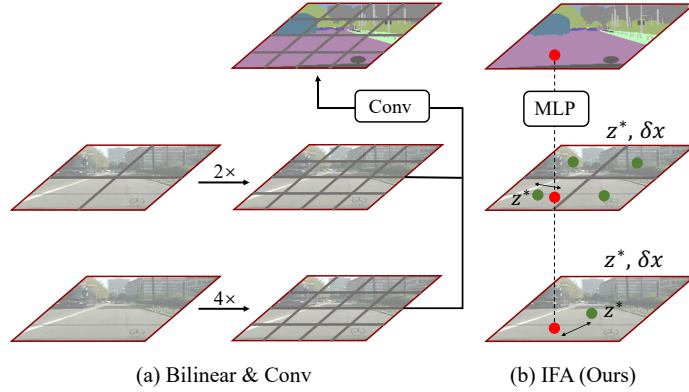 Conv
MLP
z*, δx
2×
z*
z*, δx
4×
z*
(a) Bilinear & Conv
(b) IFA (Ours)